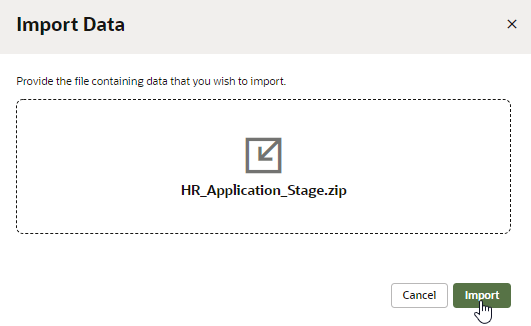 Import Data
Provide the file containing data that you wish to import.
HR_Application_Stage.zip
Cancel
Import